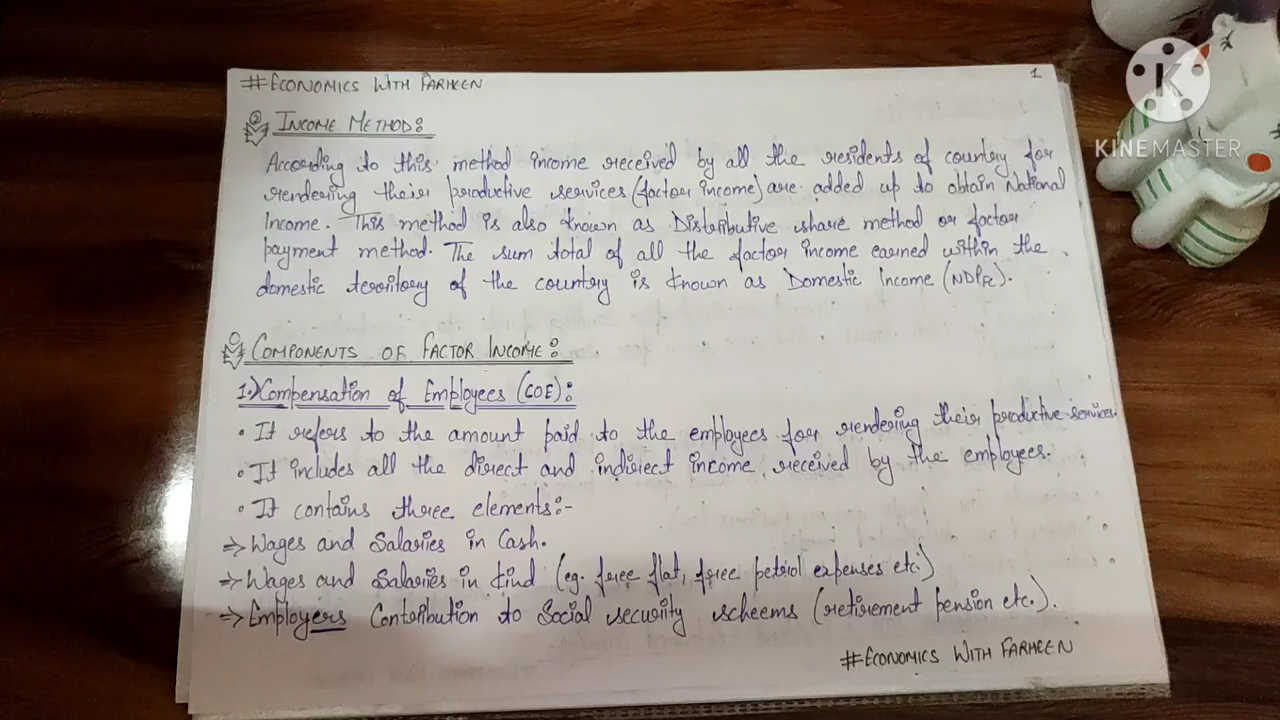 #ECONOMICS WITH FARHEEN
1
② INCOME METHOD:
According to this method income received by all the residents of country for
rendering their productive services (factor income) are added up to obtain National
Income. This method is also known as Distributive share method or factor
payment method. The sum total of all the factor income earned within the
domestic territory of the country is known as Domestic Income (NDPFC).
COMPONENTS OF FACTOR INCOME:
1.) Compensation of Employees (COE):
• It refers to the amount paid to the employees for rendering their productive services.
• It includes all the direct and indirect income received by the employees.
• It contains three elements:-
⇒ Wages and Salaries in Cash.
⇒ Wages and Salaries in kind (eg. free flat, free petrol expenses etc.)
⇒ Employers Contribution to Social security scheems (retirement pension etc.).
#ECONOMICS WITH FARHEEN
K
KINEMASTER